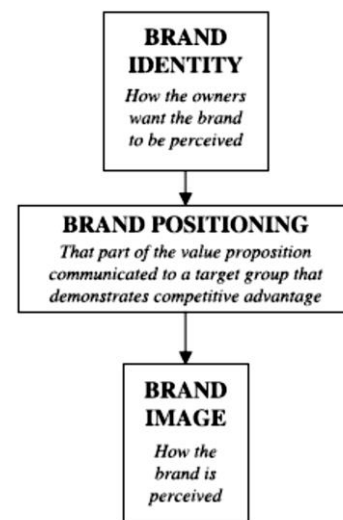 BRAND
IDENTITY
How the owners
want the brand
to be perceived
BRAND POSITIONING
That part of the value proposition
communicated to a target group that
demonstrates competitive advantage
BRAND
IMAGE
How the
brand is
perceived